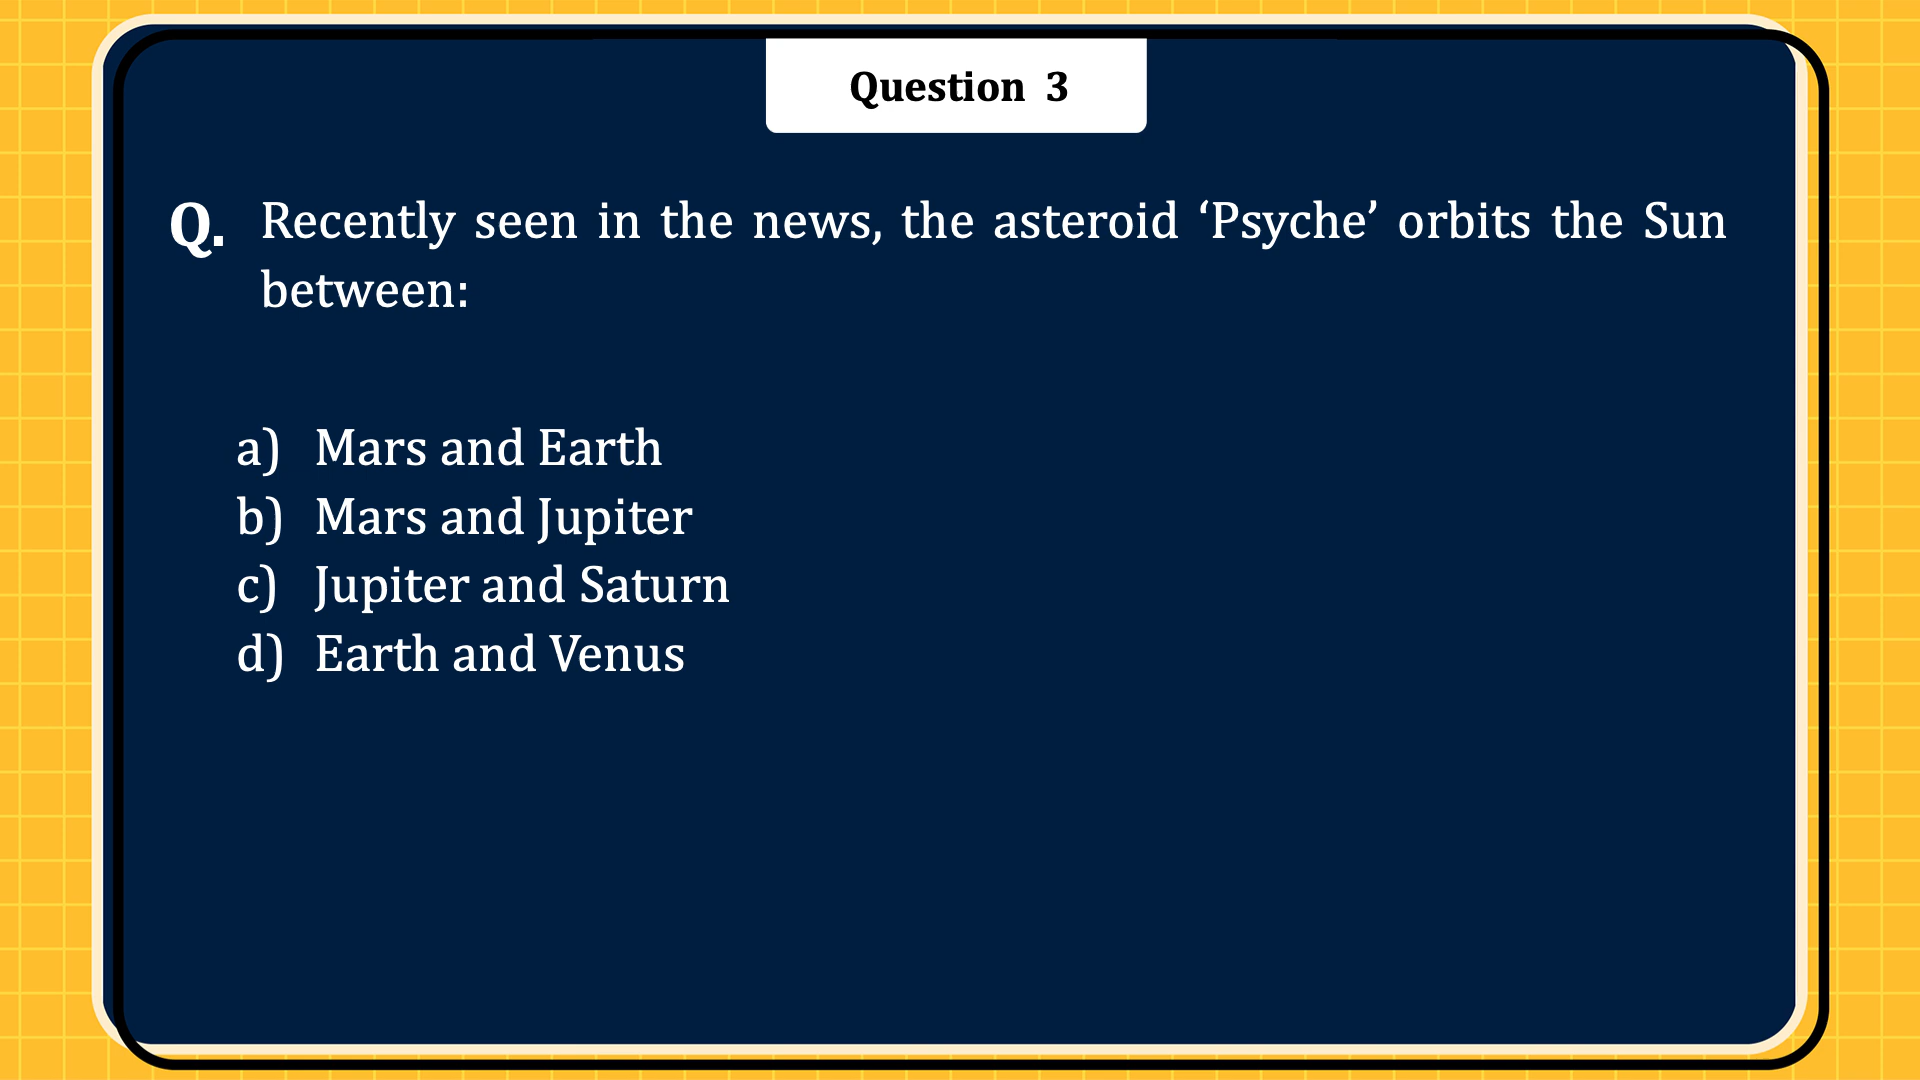 Question 3
Q. Recently seen in the news, the asteroid ‘Psyche’ orbits the Sun
between:
a) Mars and Earth
b) Mars and Jupiter
c) Jupiter and Saturn
d) Earth and Venus